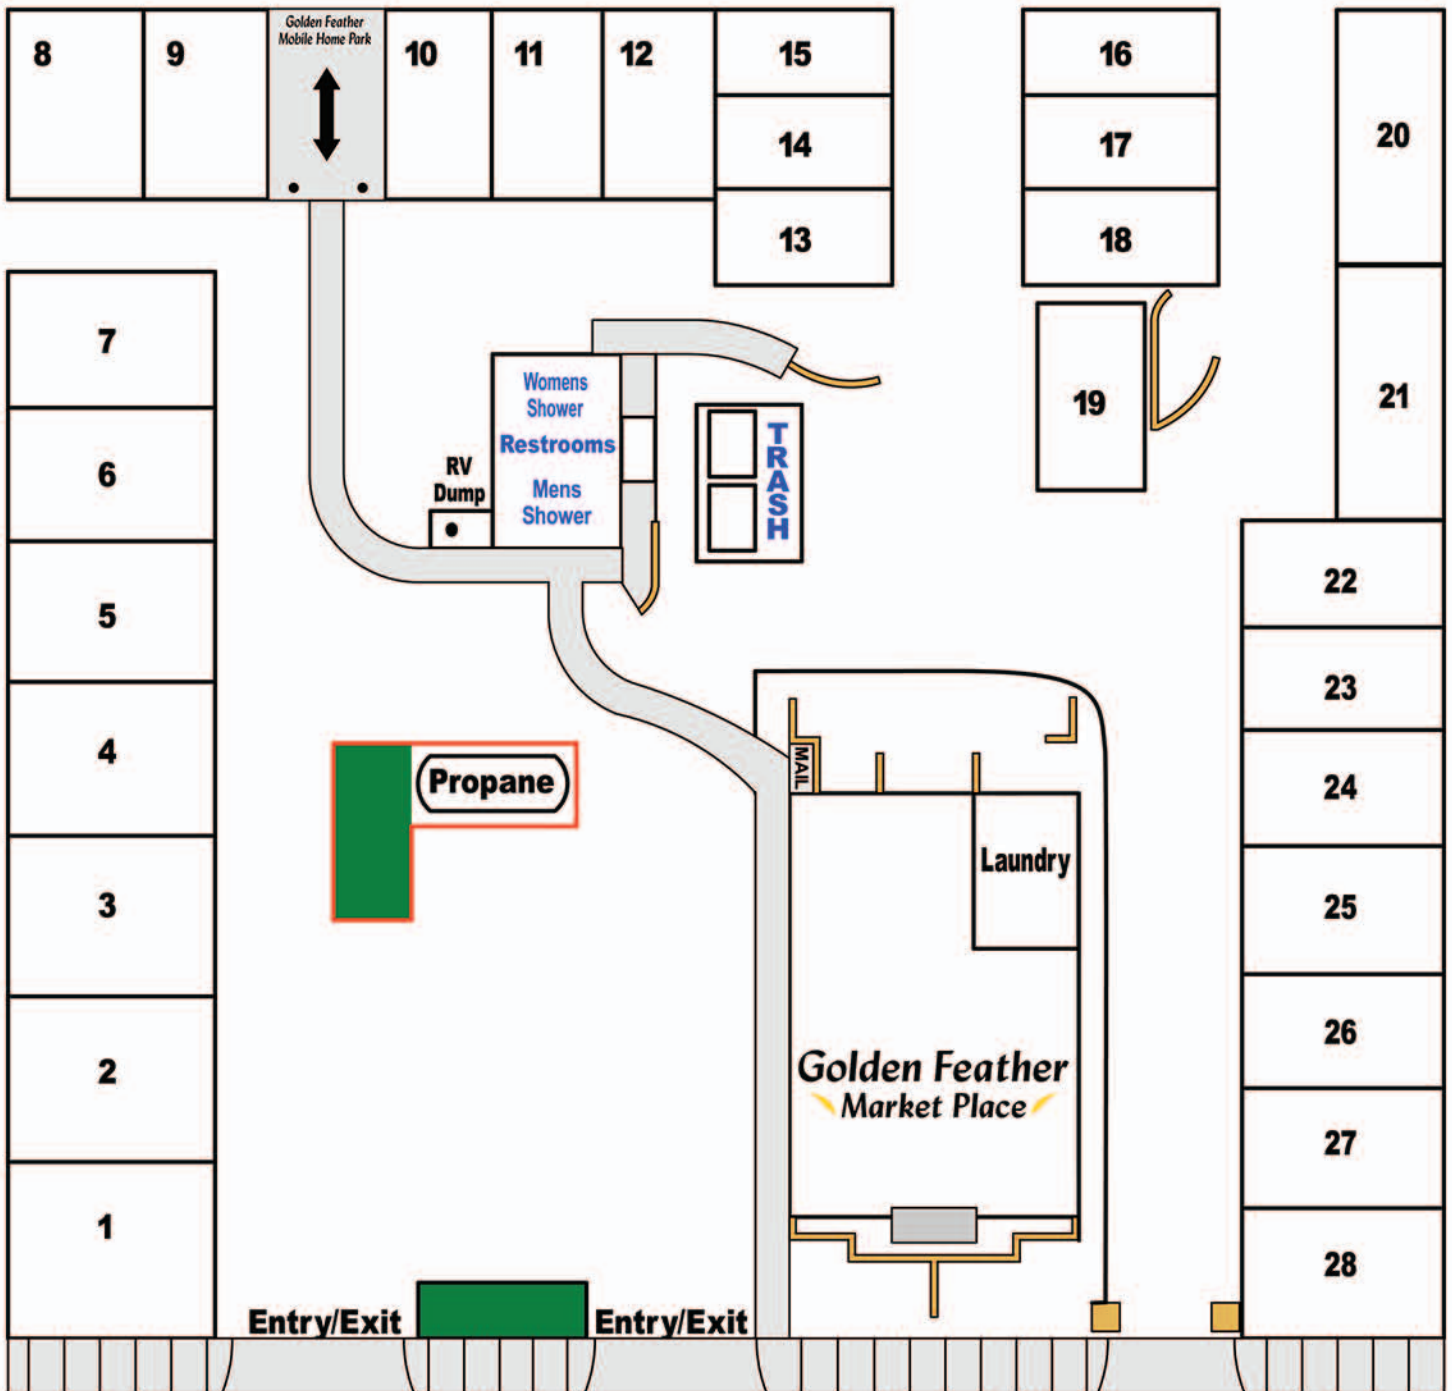 8
9
Golden Feather
Mobile Home Park
10
11
12
15
14
13
16
17
18
19
20
21
7
6
5
4
3
2
1
Womens
Shower
Restrooms
Mens
Shower
RV
Dump
TRASH
Propane
MAIL
Laundry
Golden Feather
Market Place
22
23
24
25
26
27
28
Entry/Exit
Entry/Exit